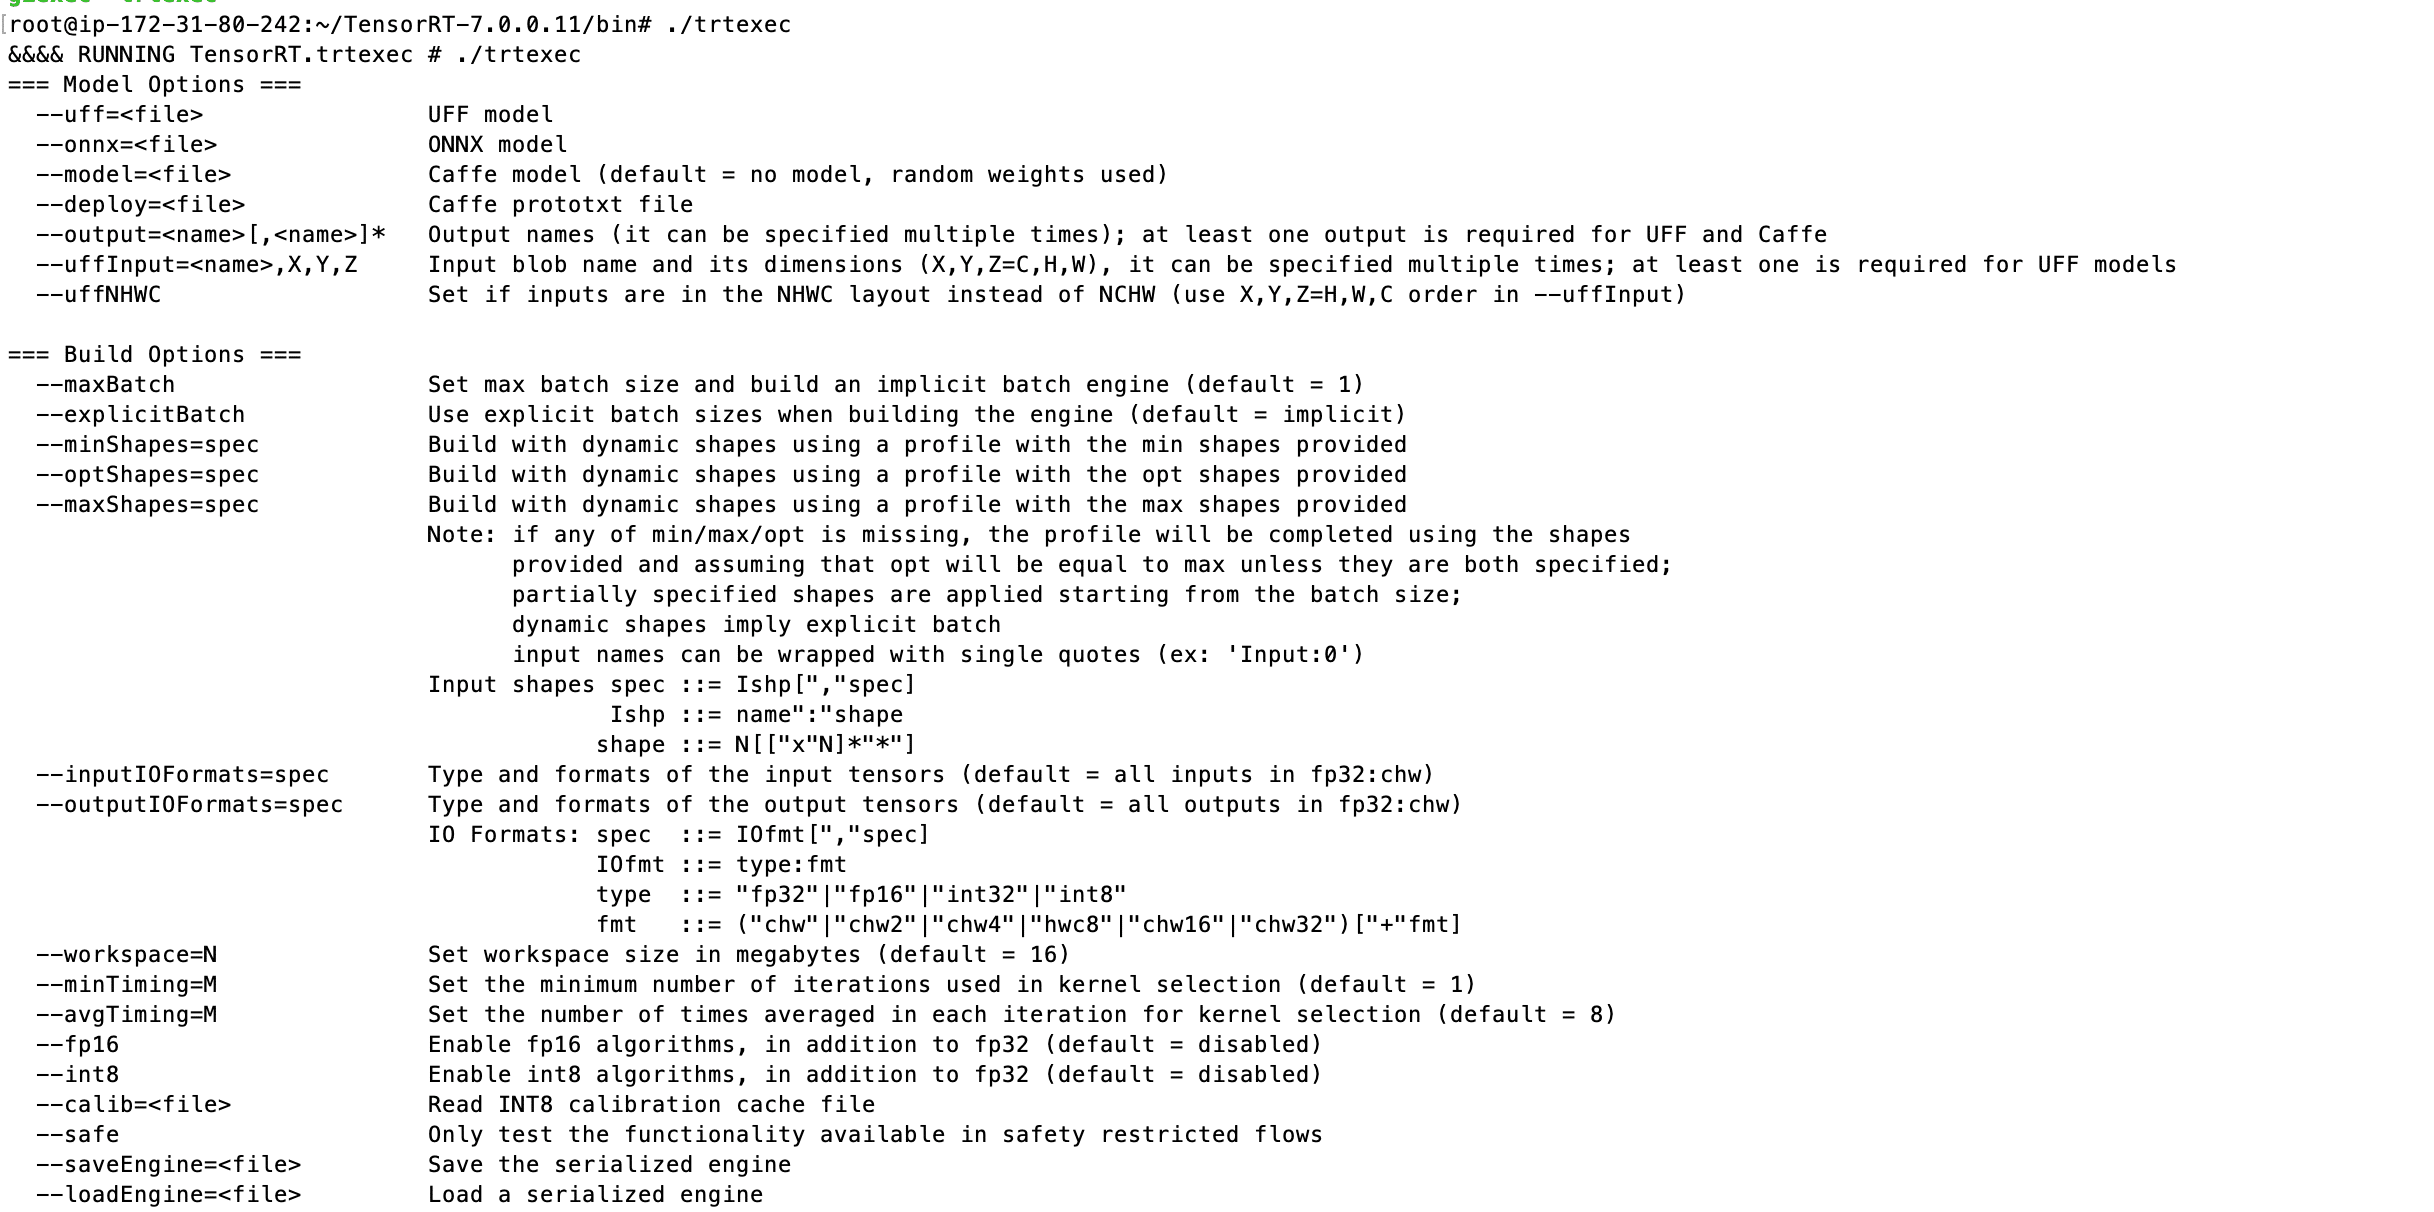 [root@ip-172-31-80-242:~/TensorRT-7.0.0.11/bin# ./trtexec
&&&& RUNNING TensorRT.trtexec # ./trtexec
=== Model Options ===
  --uff=<file>                UFF model
  --onnx=<file>               ONNX model
  --model=<file>              Caffe model (default = no model, random weights used)
  --deploy=<file>             Caffe prototxt file
  --output=<name>[,<name>]*   Output names (it can be specified multiple times); at least one output is required for UFF and Caffe
  --uffInput=<name>,X,Y,Z     Input blob name and its dimensions (X,Y,Z=C,H,W), it can be specified multiple times; at least one is required for UFF models
  --uffNHWC                   Set if inputs are in the NHWC layout instead of NCHW (use X,Y,Z=H,W,C order in --uffInput)
=== Build Options ===
  --maxBatch                  Set max batch size and build an implicit batch engine (default = 1)
  --explicitBatch             Use explicit batch sizes when building the engine (default = implicit)
  --minShapes=spec            Build with dynamic shapes using a profile with the min shapes provided
  --optShapes=spec            Build with dynamic shapes using a profile with the opt shapes provided
  --maxShapes=spec            Build with dynamic shapes using a profile with the max shapes provided
                              Note: if any of min/max/opt is missing, the profile will be completed using the shapes
                                    provided and assuming that opt will be equal to max unless they are both specified;
                                    partially specified shapes are applied starting from the batch size;
                                    dynamic shapes imply explicit batch
                                    input names can be wrapped with single quotes (ex: 'Input:0')
                              Input shapes spec ::= Ishp[","spec]
                                           Ishp ::= name":"shape
                                          shape ::= N[["x"N]*"*"]
  --inputIOFormats=spec       Type and formats of the input tensors (default = all inputs in fp32:chw)
  --outputIOFormats=spec      Type and formats of the output tensors (default = all outputs in fp32:chw)
                              IO Formats: spec  ::= IOfmt[","spec]
                                          IOfmt ::= type:fmt
                                          type  ::= "fp32"|"fp16"|"int32"|"int8"
                                          fmt   ::= ("chw"|"chw2"|"chw4"|"hwc8"|"chw16"|"chw32")["+"fmt]
  --workspace=N               Set workspace size in megabytes (default = 16)
  --minTiming=M               Set the minimum number of iterations used in kernel selection (default = 1)
  --avgTiming=M               Set the number of times averaged in each iteration for kernel selection (default = 8)
  --fp16                      Enable fp16 algorithms, in addition to fp32 (default = disabled)
  --int8                      Enable int8 algorithms, in addition to fp32 (default = disabled)
  --calib=<file>              Read INT8 calibration cache file
  --safe                      Only test the functionality available in safety restricted flows
  --saveEngine=<file>         Save the serialized engine
  --loadEngine=<file>         Load a serialized engine